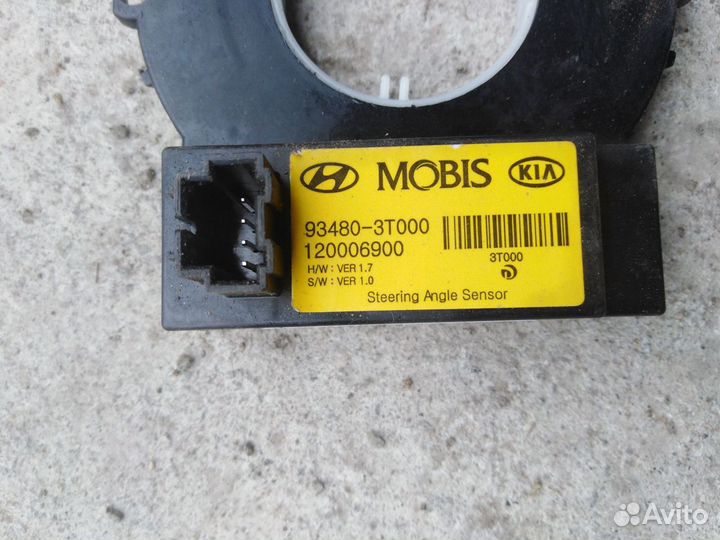 MOBIS KIA
93480-3T000
120006900
3T000
H/W : VER 1.7
S/W : VER 1.0
Steering Angle Sensor
Avito